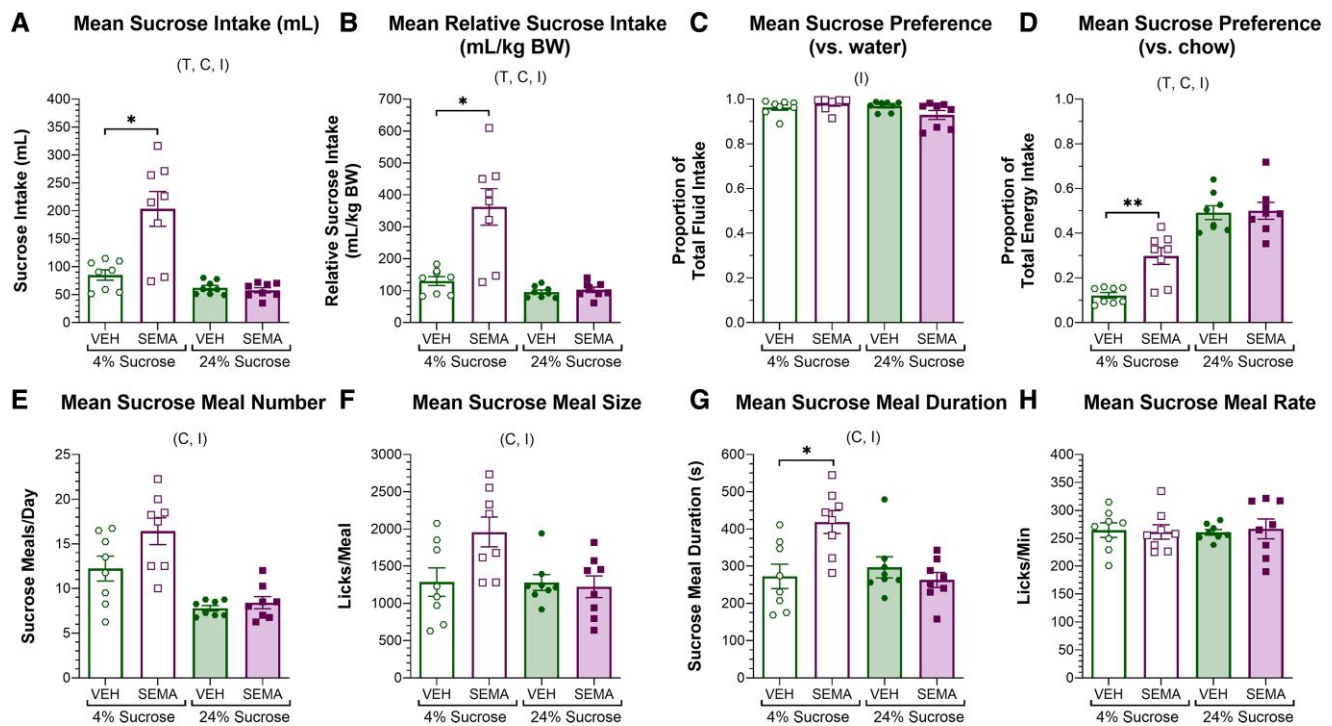 A Mean Sucrose Intake (mL)
(T, C, I)
Sucrose Intake (mL)
400
350
300
250
200
150
100
50
0
*
VEH SEMA VEH SEMA
4% Sucrose 24% Sucrose
B Mean Relative Sucrose Intake
(mL/kg BW)
(T, C, I)
Relative Sucrose Intake
(mL/kg BW)
700
600
500
400
300
200
100
0
*
VEH SEMA VEH SEMA
4% Sucrose 24% Sucrose
C Mean Sucrose Preference
(vs. water)
(I)
Proportion of
Total Fluid Intake
1.0
0.8
0.6
0.4
0.2
0.0
VEH SEMA VEH SEMA
4% Sucrose 24% Sucrose
D Mean Sucrose Preference
(vs. chow)
(T, C, I)
Proportion of
Total Energy Intake
1.0
0.8
0.6
0.4
0.2
0.0
**
VEH SEMA VEH SEMA
4% Sucrose 24% Sucrose
E Mean Sucrose Meal Number
(C, I)
Sucrose Meals/Day
25
20
15
10
5
0
VEH SEMA VEH SEMA
4% Sucrose 24% Sucrose
F Mean Sucrose Meal Size
(C, I)
Licks/Meal
3000
2500
2000
1500
1000
500
0
VEH SEMA VEH SEMA
4% Sucrose 24% Sucrose
G Mean Sucrose Meal Duration
(C, I)
Sucrose Meal Duration (s)
600
500
400
300
200
100
0
*
VEH SEMA VEH SEMA
4% Sucrose 24% Sucrose
H Mean Sucrose Meal Rate
Licks/Min
400
350
300
250
200
150
100
50
0
VEH SEMA VEH SEMA
4% Sucrose 24% Sucrose